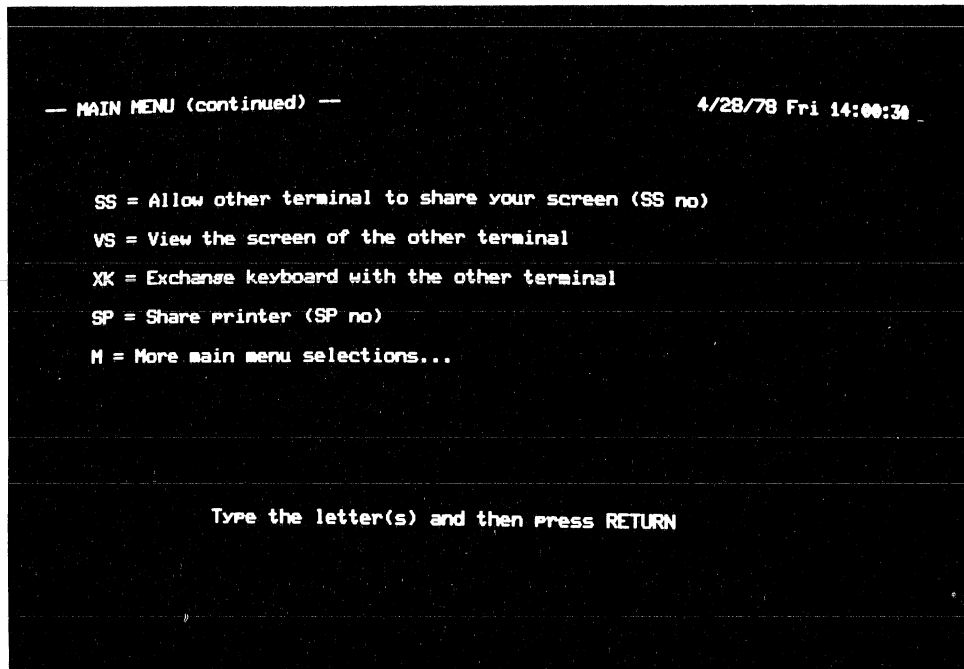 — MAIN MENU (continued) —
4/28/78 Fri 14:00:30
SS = Allow other terminal to share your screen (SS no)
VS = View the screen of the other terminal
XK = Exchange keyboard with the other terminal
SP = Share printer (SP no)
M = More main menu selections...
Type the letter(s) and then press RETURN